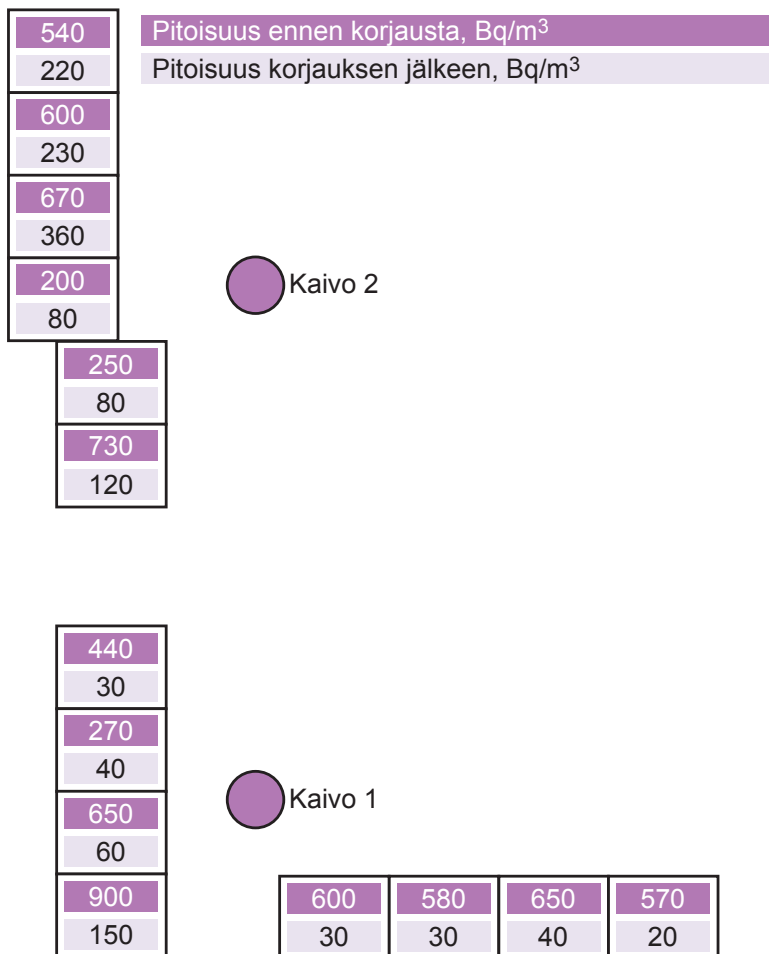 540 Pitoisuus ennen korjausta, Bq/m³
220 Pitoisuus korjauksen jälkeen, Bq/m³
600
230
670
360
200
80
Kaivo 2
250
80
730
120
440
30
270
40
Kaivo 1
650
60
900 600 580 650 570
150 30 30 40 20